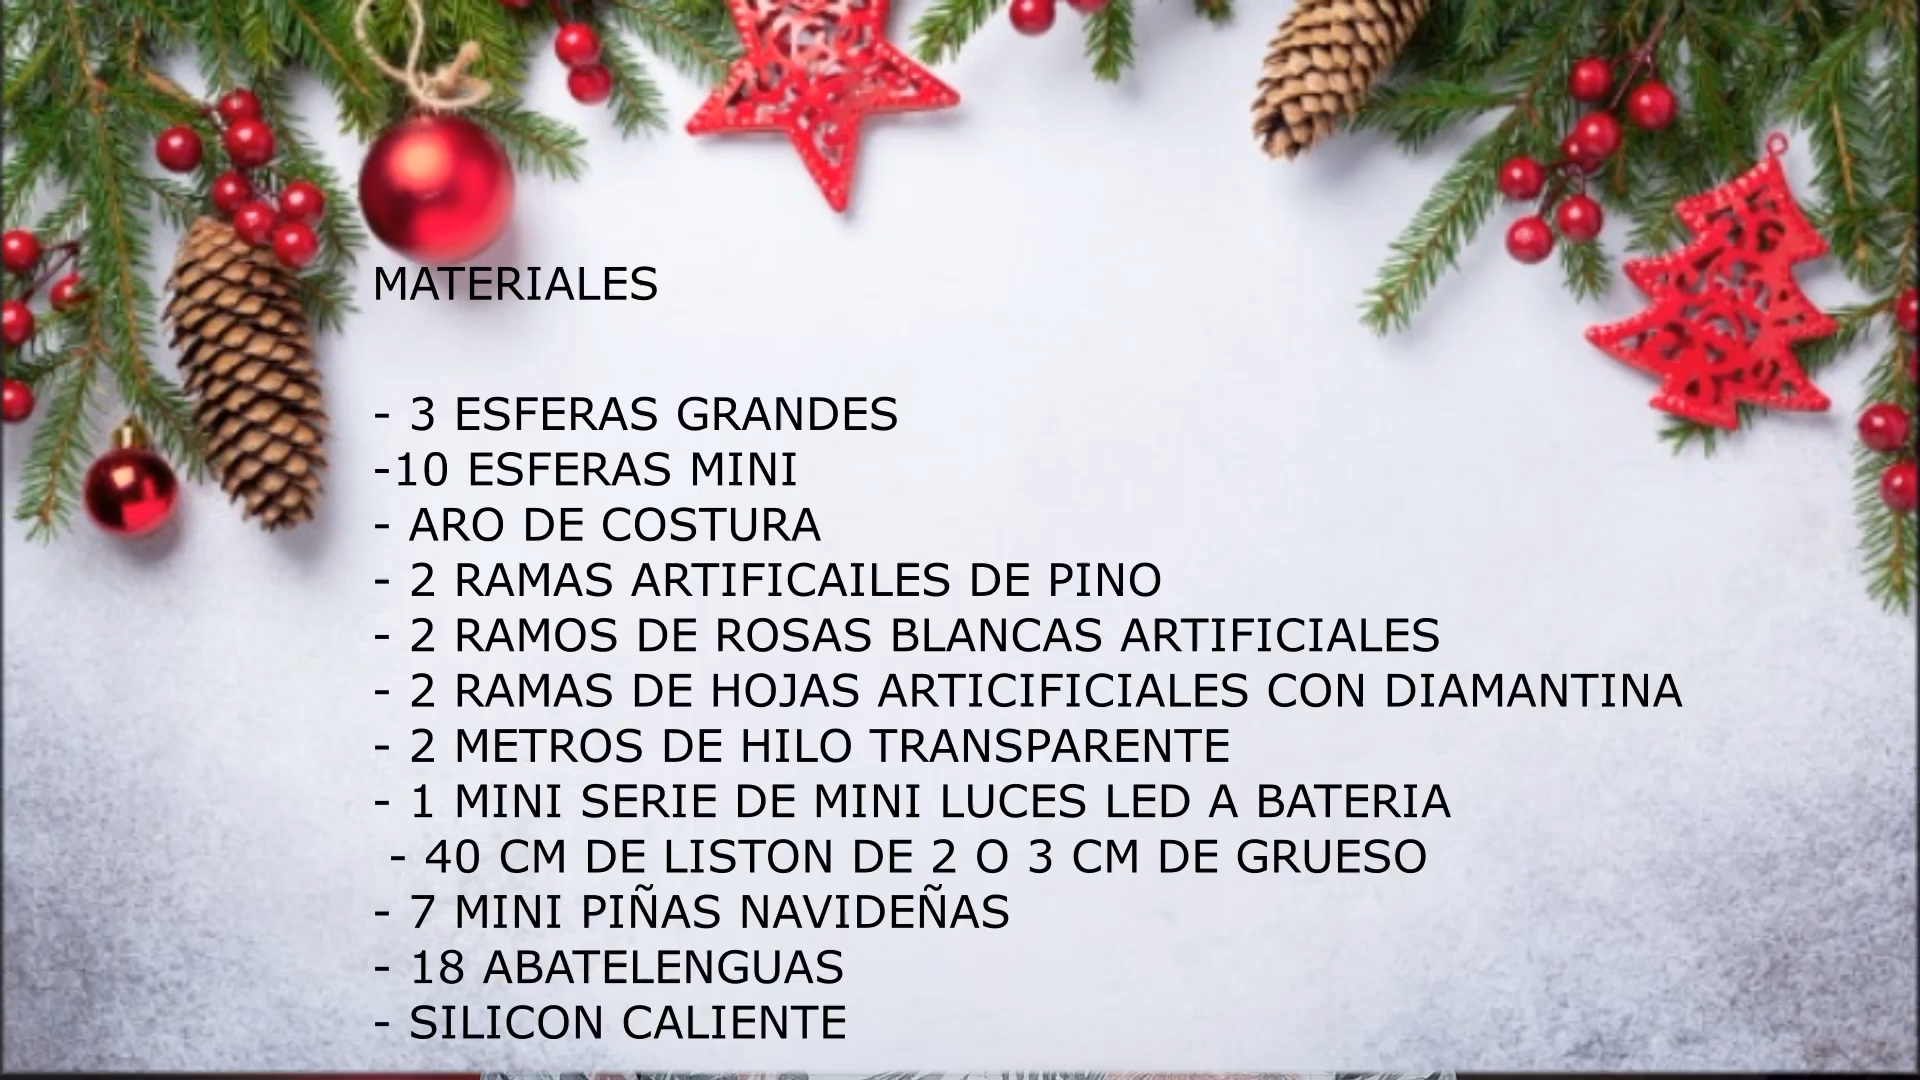 MATERIALES
- 3 ESFERAS GRANDES
-10 ESFERAS MINI
- ARO DE COSTURA
- 2 RAMAS ARTIFICAILES DE PINO
- 2 RAMOS DE ROSAS BLANCAS ARTIFICIALES
- 2 RAMAS DE HOJAS ARTICIFICIALES CON DIAMANTINA
- 2 METROS DE HILO TRANSPARENTE
- 1 MINI SERIE DE MINI LUCES LED A BATERIA
- 40 CM DE LISTON DE 2 O 3 CM DE GRUESO
- 7 MINI PIÑAS NAVIDEÑAS
- 18 ABATELENGUAS
- SILICON CALIENTE